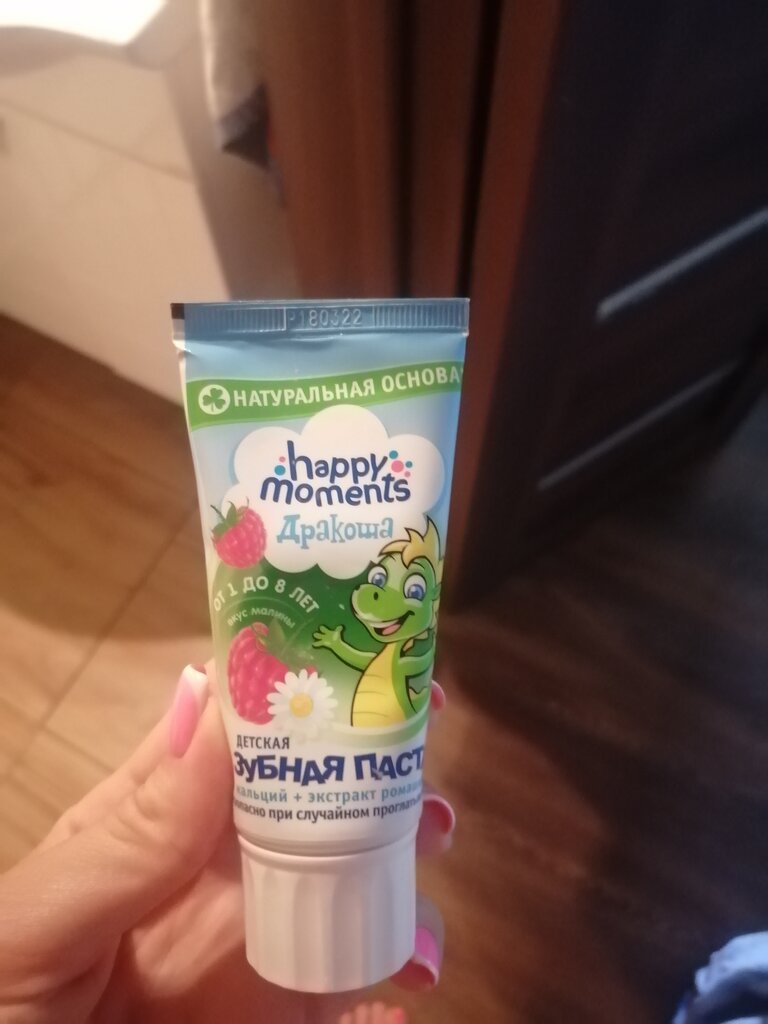 180322
НАТУРАЛЬНАЯ ОСНОВА
happy
moments
Дракоша
ОТ 1 ДО 8 ЛЕТ
вкус малины
ДЕТСКАЯ
ЗУБНАЯ ПАСТ
кальций + экстракт ромаш
опасно при случайном проглат